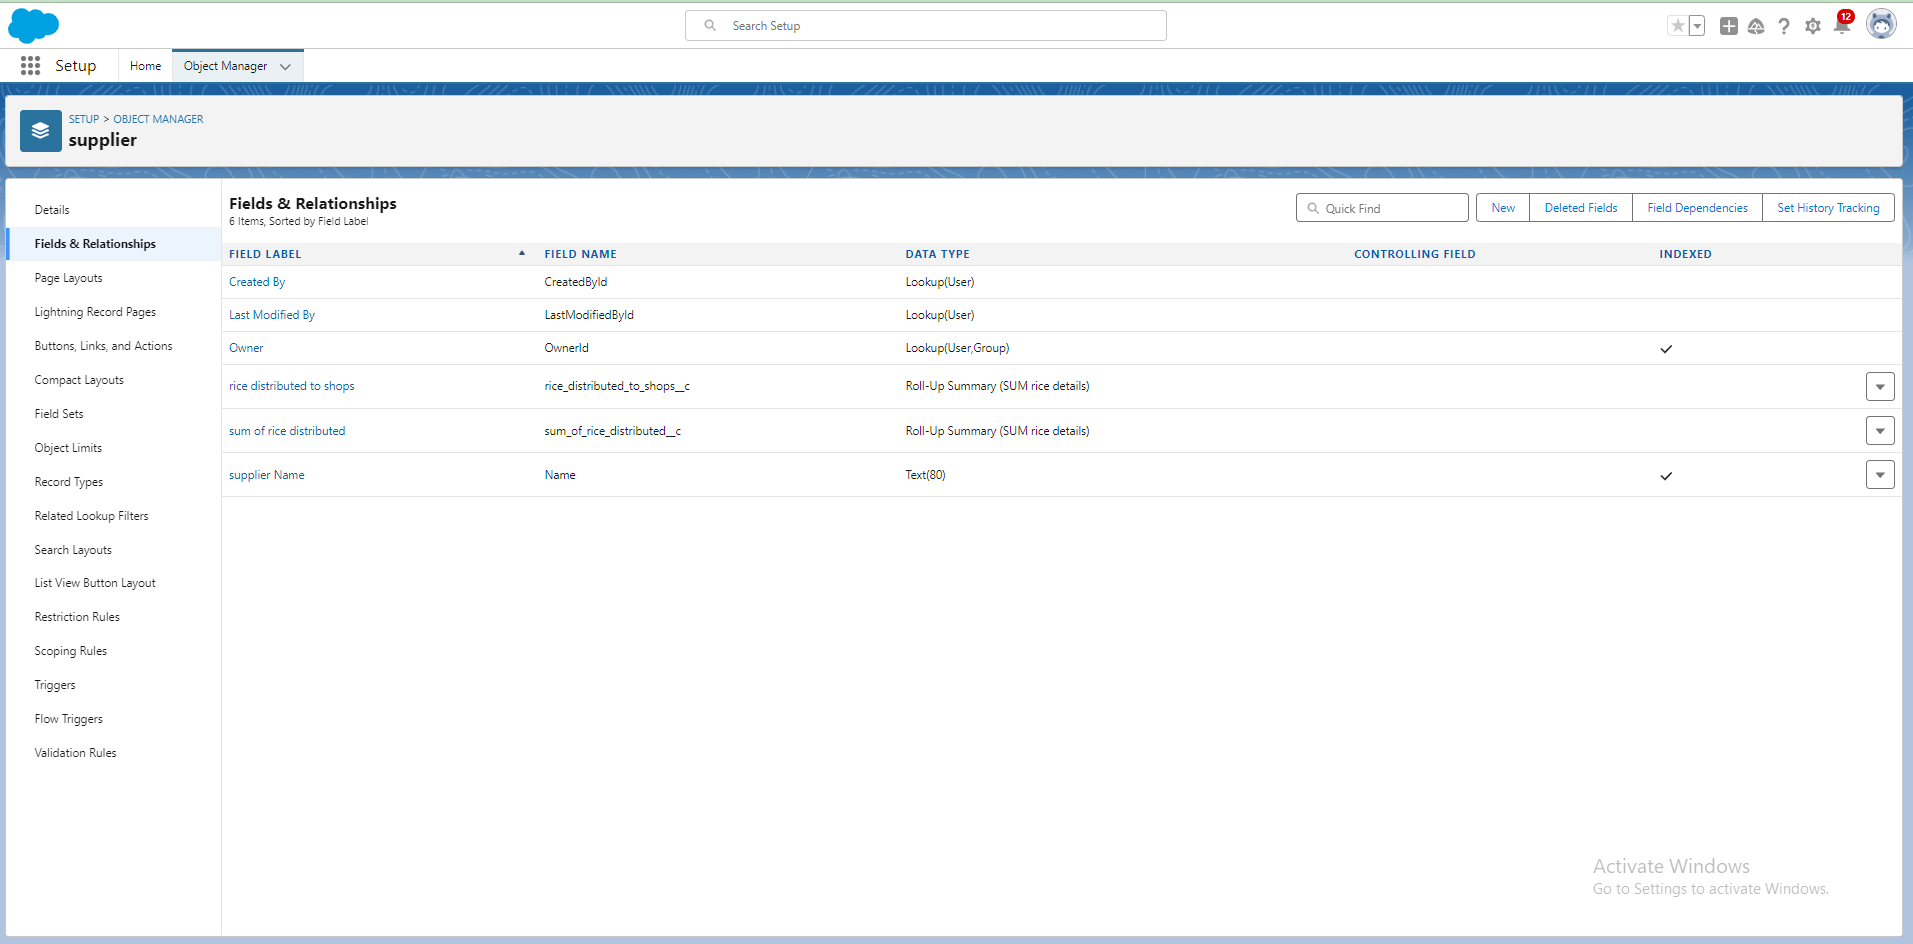 Search Setup
12
Setup
Home
Object Manager
SETUP > OBJECT MANAGER
supplier
Details
Fields & Relationships
Page Layouts
Lightning Record Pages
Buttons, Links, and Actions
Compact Layouts
Field Sets
Object Limits
Record Types
Related Lookup Filters
Search Layouts
List View Button Layout
Restriction Rules
Scoping Rules
Triggers
Flow Triggers
Validation Rules
Fields & Relationships
6 Items, Sorted by Field Label
Quick Find
New
Deleted Fields
Field Dependencies
Set History Tracking
FIELD LABEL FIELD NAME DATA TYPE CONTROLLING FIELD INDEXED
Created By CreatedById Lookup(User)
Last Modified By LastModifiedById Lookup(User)
Owner OwnerId Lookup(User,Group)
rice distributed to shops rice_distributed_to_shops__c Roll-Up Summary (SUM rice details)
sum of rice distributed sum_of_rice_distributed__c Roll-Up Summary (SUM rice details)
supplier Name Name Text(80)
Activate Windows
Go to Settings to activate Windows.